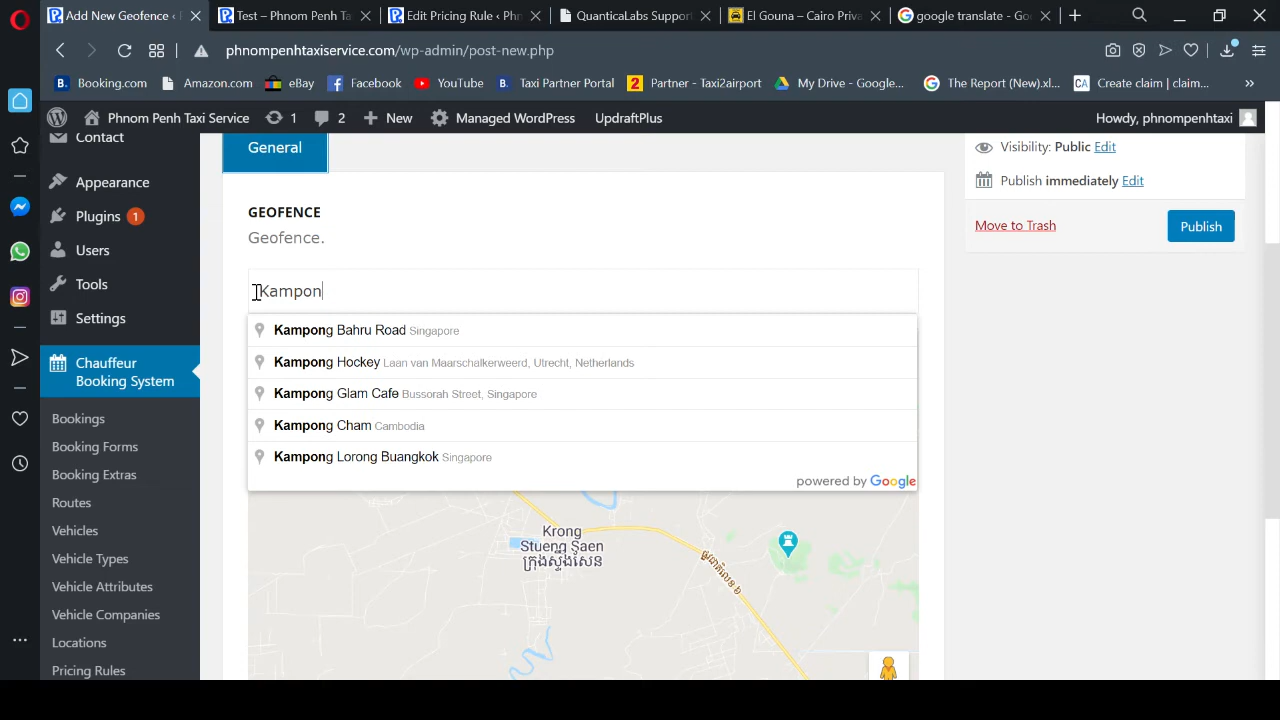 Add New Geofence ‹
Test – Phnom Penh Ta
Edit Pricing Rule ‹ Phn
QuanticaLabs Support
El Gouna – Cairo Priva
google translate - Go
phnompenhtaxiservice.com/wp-admin/post-new.php
Booking.com
Amazon.com
eBay
Facebook
YouTube
Taxi Partner Portal
Partner - Taxi2airport
My Drive - Google...
The Report (New).xl...
Create claim | claim...
Phnom Penh Taxi Service
1
2
New
Managed WordPress
UpdraftPlus
Howdy, phnompenhtaxi
Contact
Appearance
Plugins 1
Users
Tools
Settings
Chauffeur
Booking System
Bookings
Booking Forms
Booking Extras
Routes
Vehicles
Vehicle Types
Vehicle Attributes
Vehicle Companies
Locations
Pricing Rules
General
GEOFENCE
Geofence.
Kampon
Kampong Bahru Road Singapore
Kampong Hockey Laan van Maarschalkerweerd, Utrecht, Netherlands
Kampong Glam Cafe Bussorah Street, Singapore
Kampong Cham Cambodia
Kampong Lorong Buangkok Singapore
powered by Google
Krong
Stueng Saen
ក្រុងស្ទឹងសែន
Visibility: Public Edit
Publish immediately Edit
Move to Trash
Publish